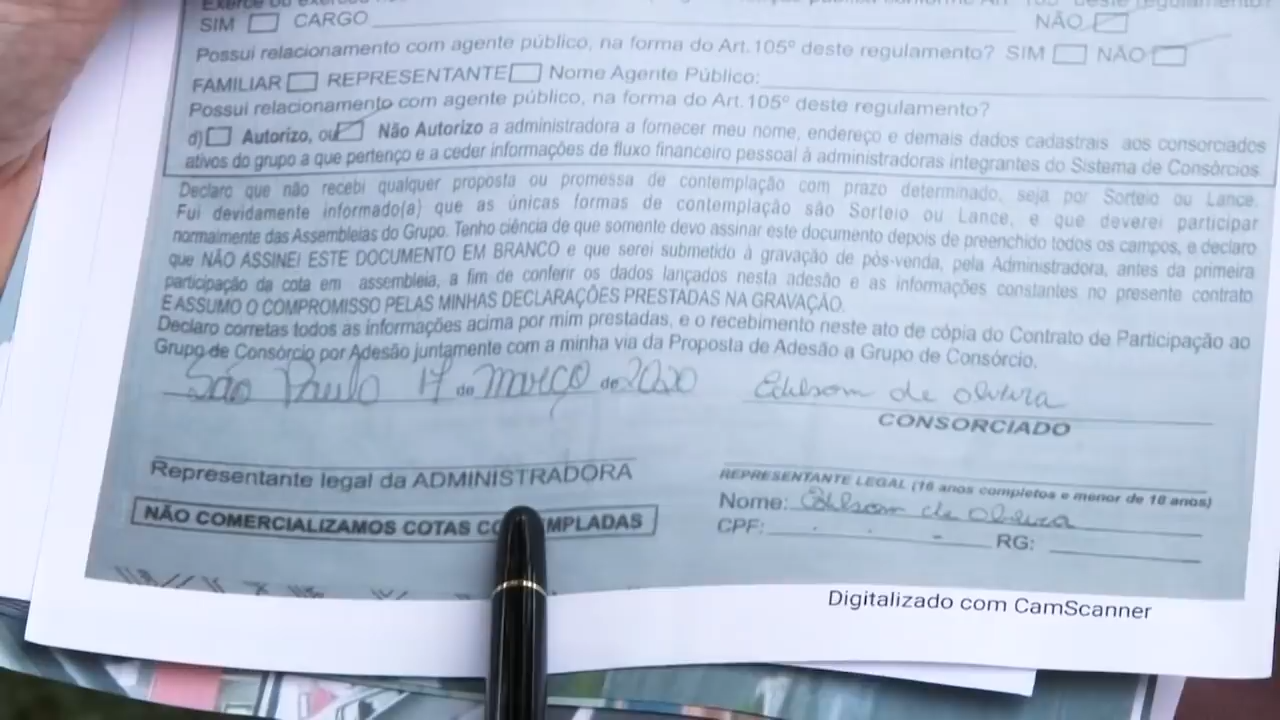 SIM CARGO NÃO
Possui relacionamento com agente público, na forma do Art.105º deste regulamento? SIM NÃO
FAMILIAR REPRESENTANTE Nome Agente Público:
Possui relacionamento com agente público, na forma do Art.105º deste regulamento?
d) Autorizo, ou Não Autorizo a administradora a fornecer meu nome, endereço e demais dados cadastrais aos consorciados
ativos do grupo a que pertenço e a ceder informações de fluxo financeiro pessoal à administradoras integrantes do Sistema de Consórcios
Declaro que não recebi qualquer proposta ou promessa de contemplação com prazo determinado, seja por Sorteio ou Lance.
Fui devidamente informado(a) que as únicas formas de contemplação são Sorteio ou Lance, e que deverei participar
normalmente das Assembleias do Grupo. Tenho ciência de que somente devo assinar este documento depois de preenchido todos os campos, e declaro
que NÃO ASSINEI ESTE DOCUMENTO EM BRANCO e que serei submetido à gravação de pós-venda, pela Administradora, antes da primeira
participação da cota em assembleia, a fim de conferir os dados lançados nesta adesão e as informações constantes no presente contrato
E ASSUMO O COMPROMISSO PELAS MINHAS DECLARAÇÕES PRESTADAS NA GRAVAÇÃO.
Declaro corretas todos as informações acima por mim prestadas, e o recebimento neste ato de cópia do Contrato de Participação ao
Grupo de Consórcio por Adesão juntamente com a minha via da Proposta de Adesão a Grupo de Consórcio.
São Paulo 17 de março de 2020 Edilsom de oliveira
CONSORCIADO
Representante legal da ADMINISTRADORA
REPRESENTANTE LEGAL (16 anos completos e menor de 18 anos)
Nome: Edilsom de oliveira
NÃO COMERCIALIZAMOS COTAS CO MPLADAS
CPF: RG:
Digitalizado com CamScanner